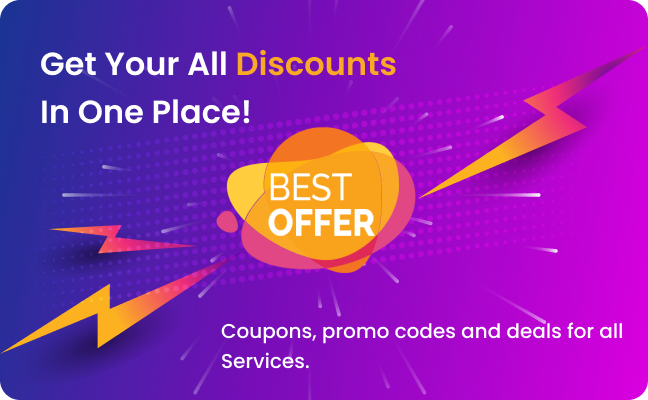 Get Your All Discounts
In One Place!
BEST
OFFER
Coupons, promo codes and deals for all
Services.